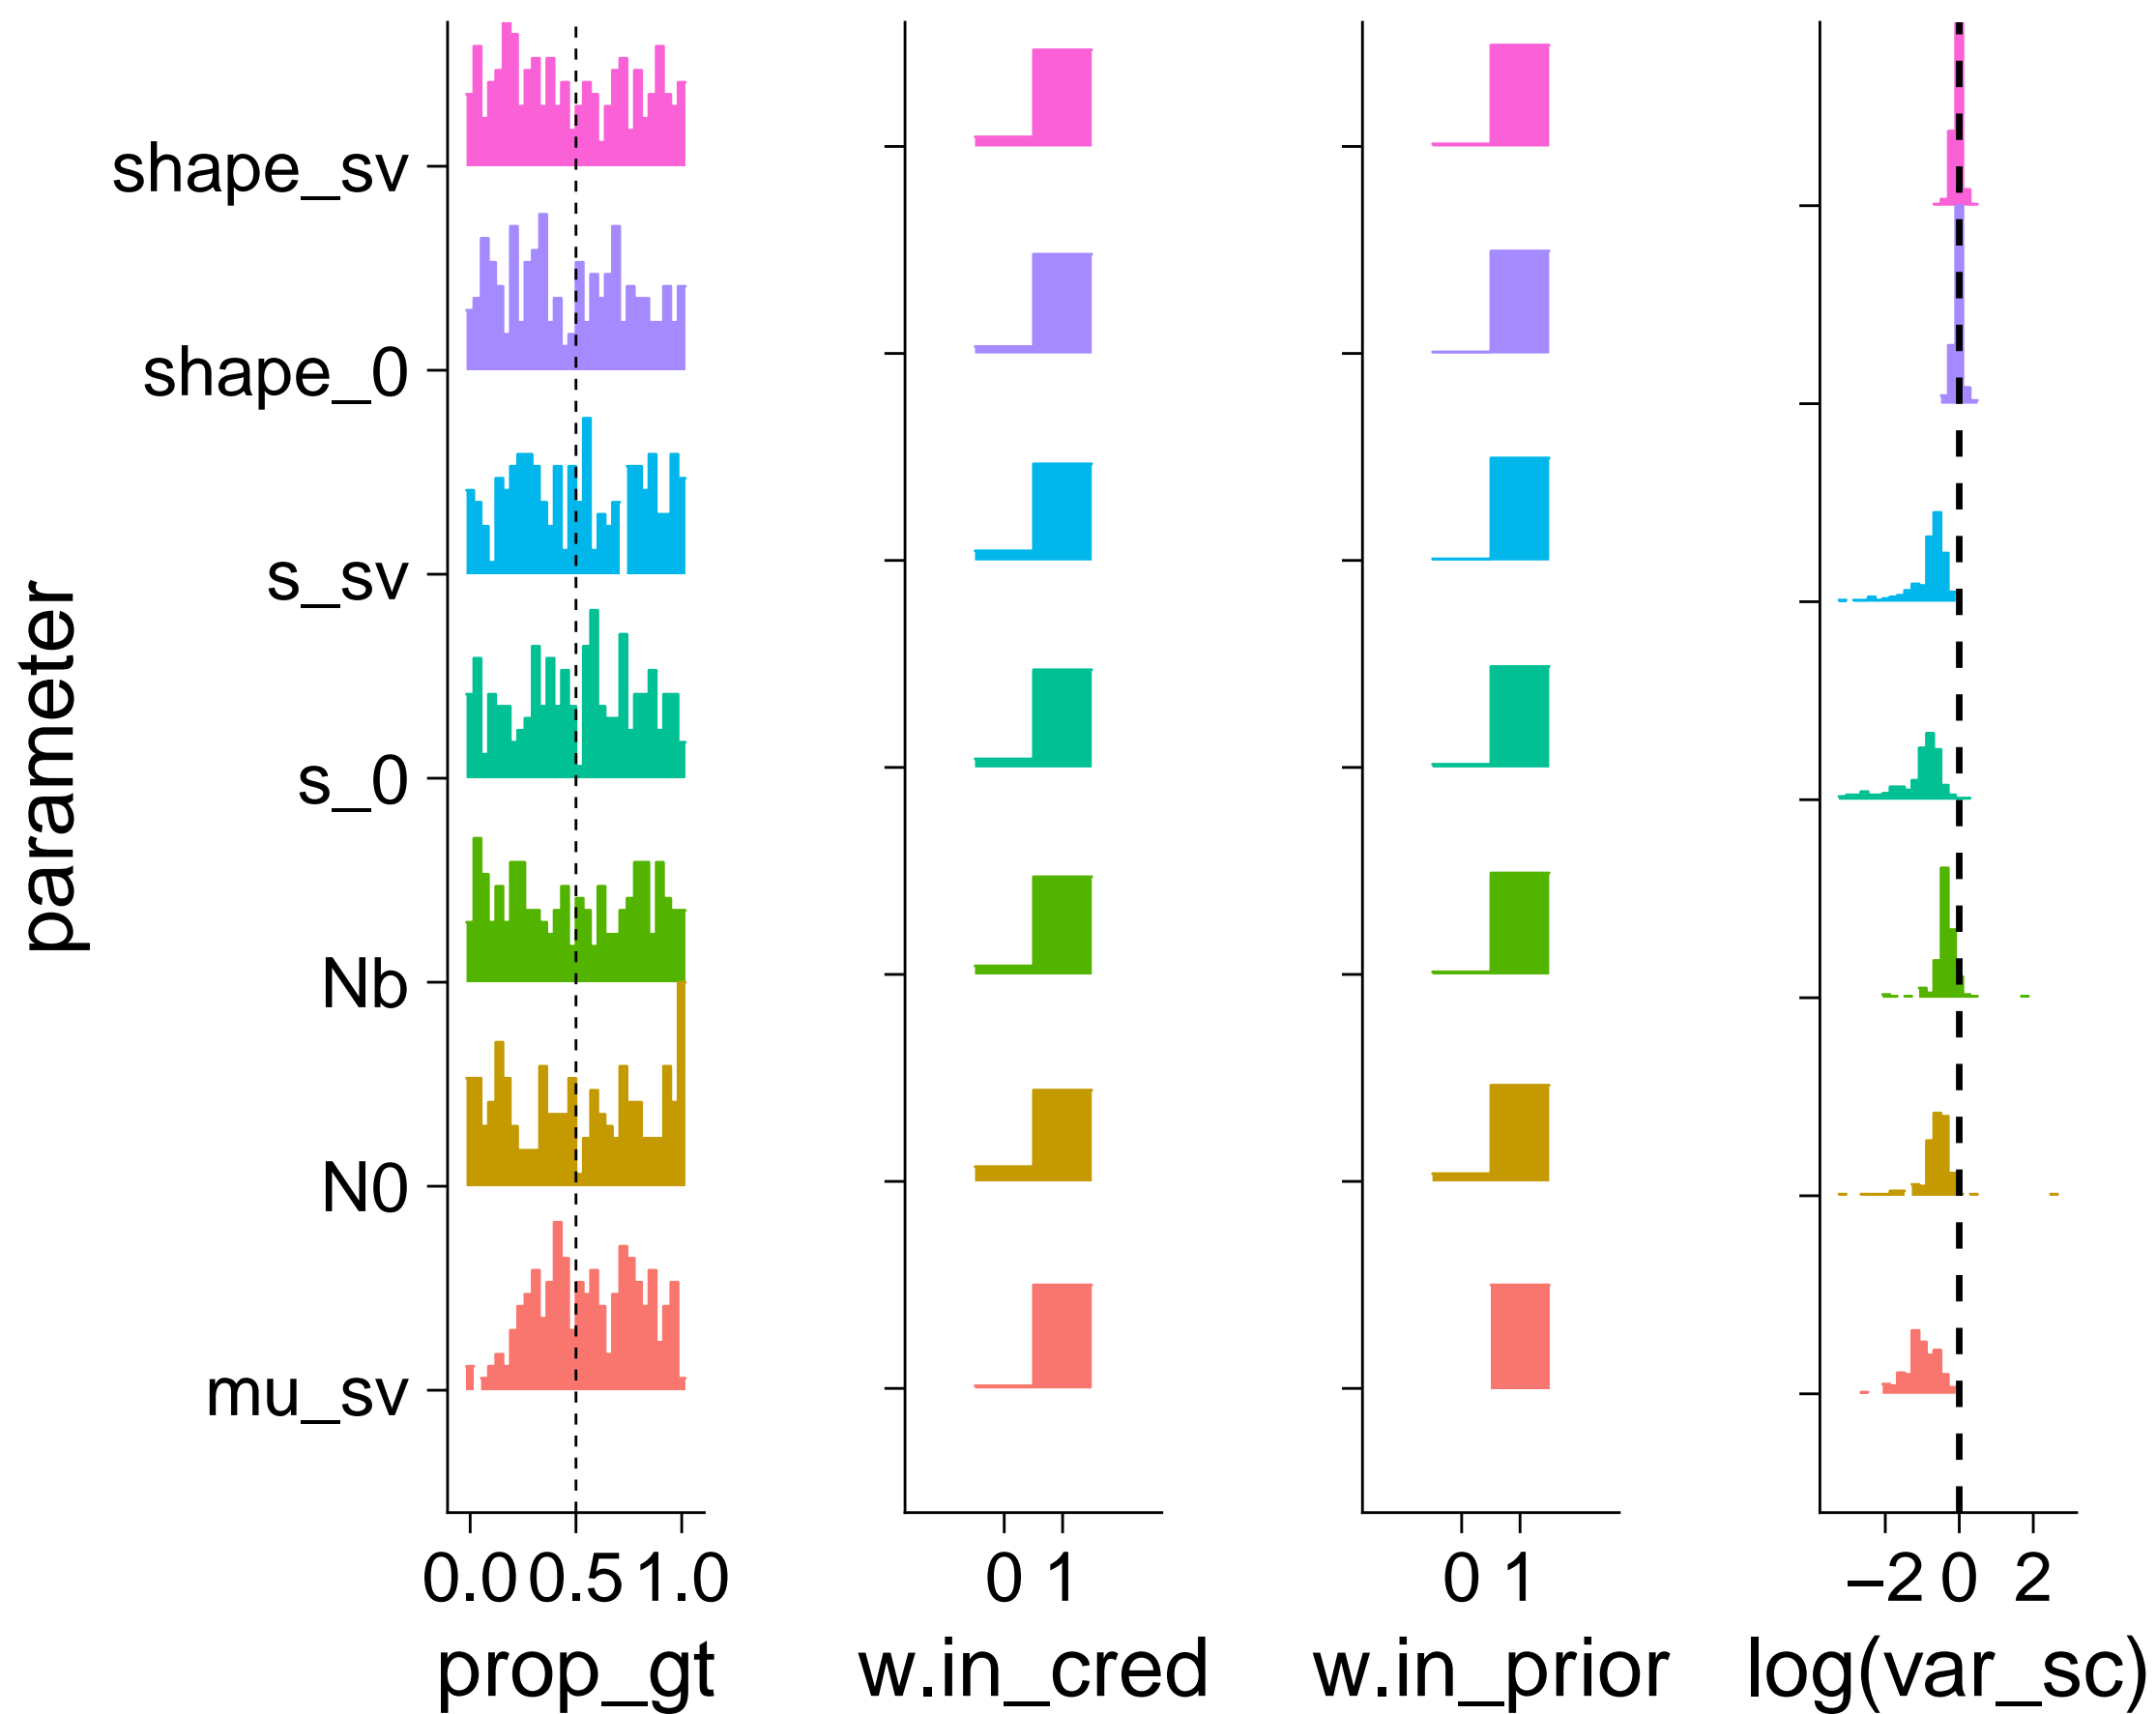 parameter
shape_sv
shape_0
s_sv
s_0
Nb
N0
mu_sv
0.0 0.5 1.0
0 1
0 1
−2 0 2
prop_gt
w.in_cred
w.in_prior
log(var_sc)